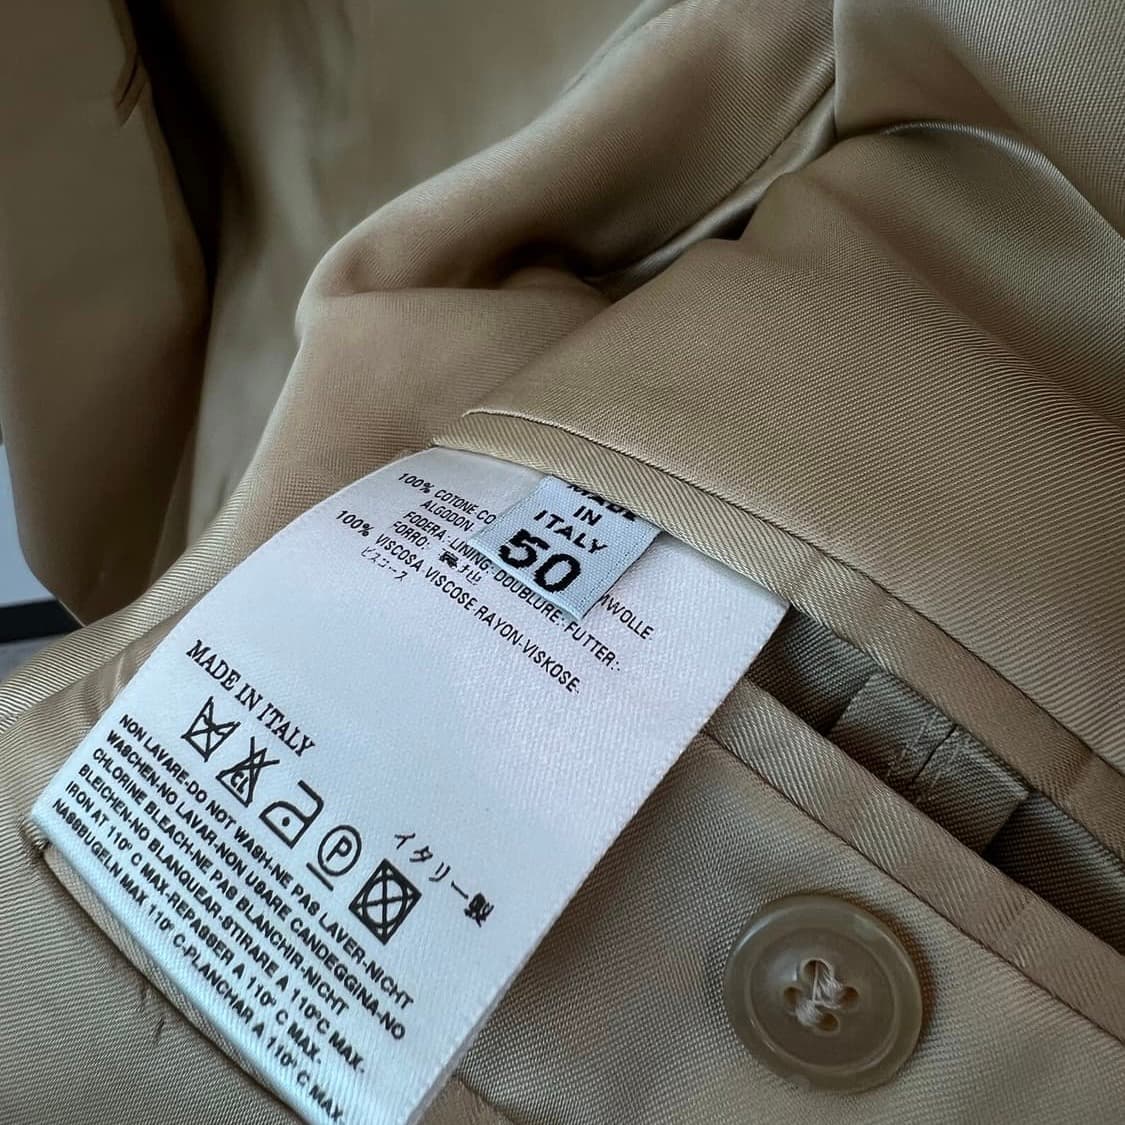 100% COTONE-CO
ALGODON-
MWOLLE
FODERA-LINING-DOUBLURE-FUTTER-
FORRO:
100% VISCOSA-VISCOSE RAYON-VISKOSE
ビスコース
MADE
IN
ITALY
50
MADE IN ITALY
CL
P
イタリー製
NON LAVARE-DO NOT WASH-NE PAS LAVER-NICHT
WASCHEN-NO LAVAR-NON USARE CANDEGGINA-NO
CHLORINE BLEACH-NE PAS BLANCHIR-NICHT
BLEICHEN-NO BLANQUEAR-STIRARE A 110°C MAX-
IRON AT 110° C MAX-REPASSER A 110° C MAX-
NASSBUGELN MAX 110° C-PLANCHAR A 110° C MAX